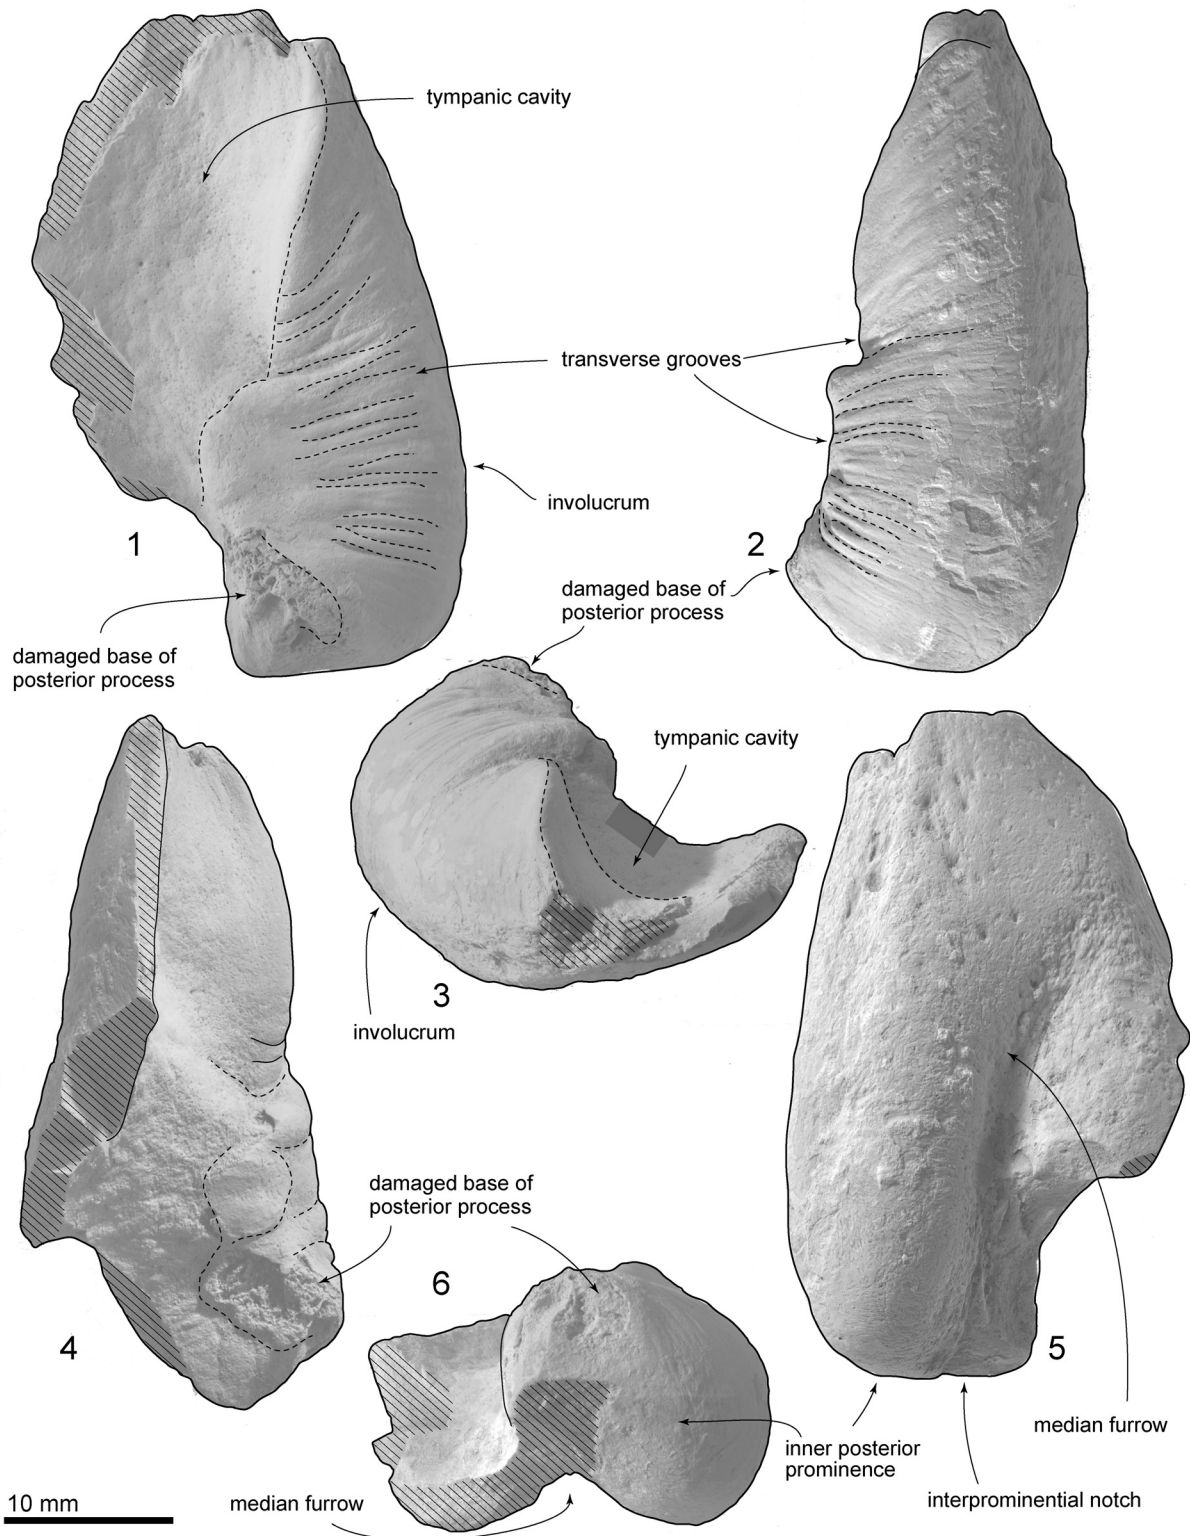 tympanic cavity
transverse grooves
involucrum
1
2
damaged base of
posterior process
damaged base of
posterior process
tympanic cavity
3
involucrum
damaged base of
posterior process
6
4
5
median furrow
inner posterior
prominence
interprominential notch
10 mm
median furrow